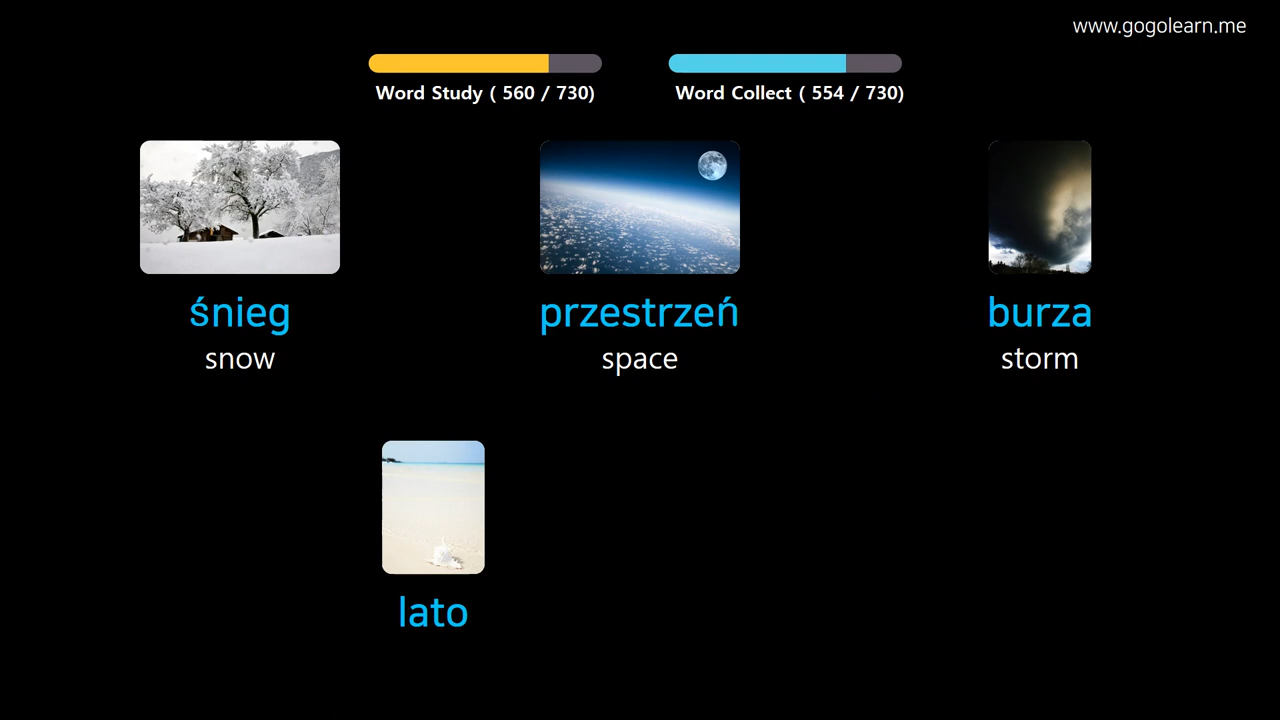 www.gogolearn.me
Word Study ( 560 / 730)
Word Collect ( 554 / 730)
śnieg
przestrzeń
burza
snow
space
storm
lato